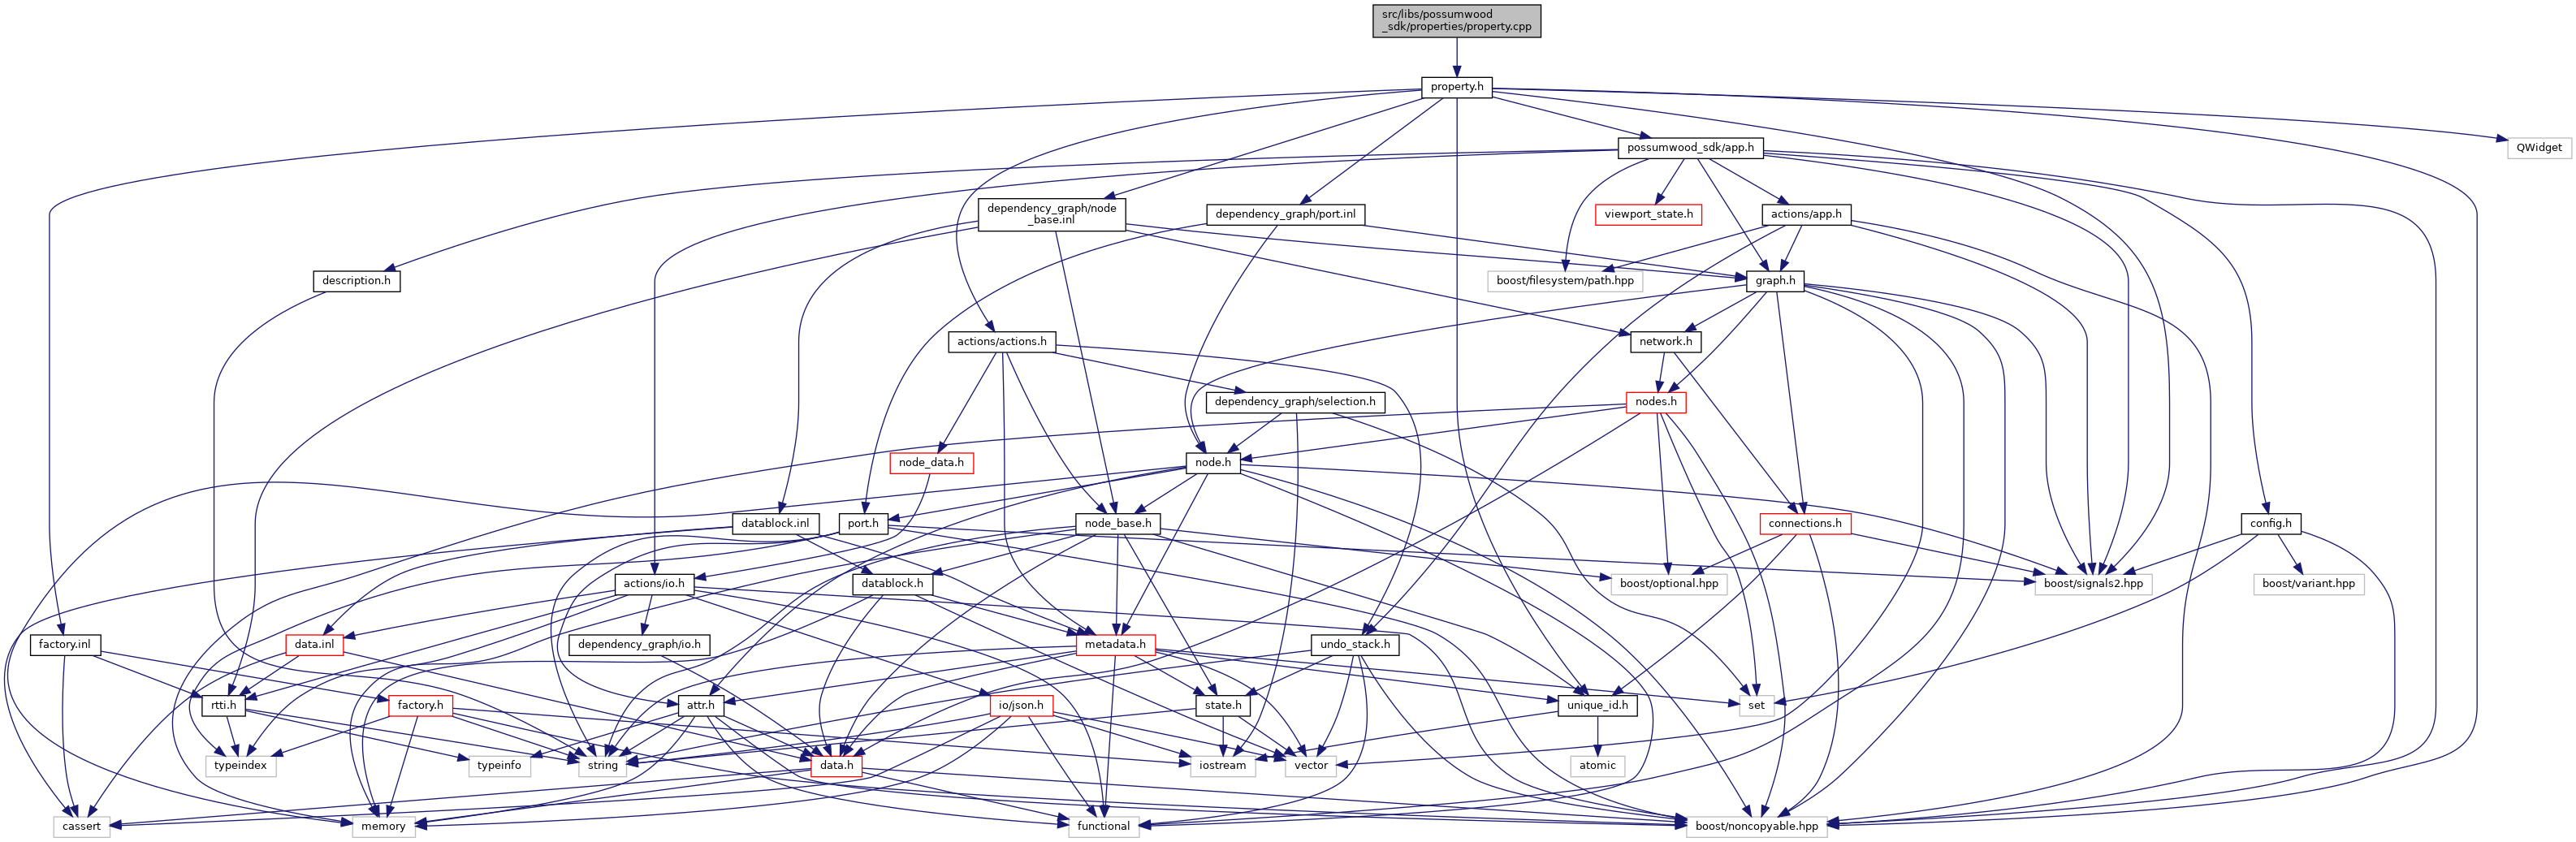 src/libs/possumwood
_sdk/properties/property.cpp
property.h
possumwood_sdk/app.h
QWidget
dependency_graph/node
_base.inl
dependency_graph/port.inl
viewport_state.h
actions/app.h
description.h
boost/filesystem/path.hpp
graph.h
actions/actions.h
network.h
dependency_graph/selection.h
nodes.h
node_data.h
node.h
datablock.inl
port.h
node_base.h
connections.h
config.h
actions/io.h
datablock.h
boost/optional.hpp
boost/signals2.hpp
boost/variant.hpp
factory.inl
data.inl
dependency_graph/io.h
metadata.h
undo_stack.h
rtti.h
factory.h
attr.h
io/json.h
state.h
unique_id.h
set
typeindex
typeinfo
string
data.h
iostream
vector
atomic
cassert
memory
functional
boost/noncopyable.hpp